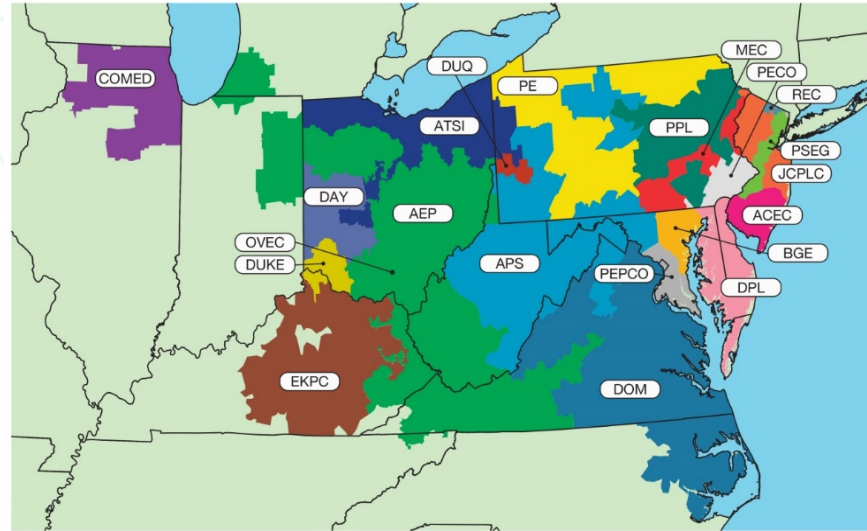 MEC
DUQ
PE
PECO
COMED
REC
ATSI
PPL
PSEG
JCPLC
DAY
AEP
ACEC
OVEC
BGE
DUKE
APS
PEPCO
DPL
EKPC
DOM